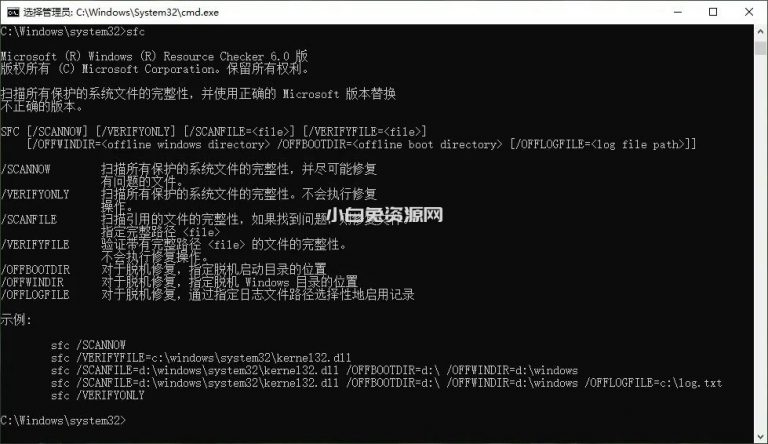 选择管理员: C:\Windows\System32\cmd.exe
C:\Windows\system32>sfc
Microsoft (R) Windows (R) Resource Checker 6.0 版
版权所有 (C) Microsoft Corporation。保留所有权利。
扫描所有保护的系统文件的完整性，并使用正确的 Microsoft 版本替换
不正确的版本。
SFC [/SCANNOW] [/VERIFYONLY] [/SCANFILE=<file>] [/VERIFYFILE=<file>]
[/OFFWINDIR=<offline windows directory> /OFFBOOTDIR=<offline boot directory> [/OFFLOGFILE=<log file path>]]
/SCANNOW 扫描所有保护的系统文件的完整性，并尽可能修复
有问题的文件。
/VERIFYONLY 扫描所有保护的系统文件的完整性。不会执行修复
操作。
/SCANFILE 扫描引用的文件的完整性，如果找到问题，则修复文件
指定完整路径 <file>
小白兔资源网
/VERIFYFILE 验证带有完整路径 <file> 的文件的完整性。
不会执行修复操作。
/OFFBOOTDIR 对于脱机修复，指定脱机启动目录的位置
/OFFWINDIR 对于脱机修复，指定脱机 Windows 目录的位置
/OFFLOGFILE 对于脱机修复，通过指定日志文件路径选择性地启用记录
示例:
sfc /SCANNOW
sfc /VERIFYFILE=c:\windows\system32\kernel32.dll
sfc /SCANFILE=d:\windows\system32\kernel32.dll /OFFBOOTDIR=d:\ /OFFWINDIR=d:\windows
sfc /SCANFILE=d:\windows\system32\kernel32.dll /OFFBOOTDIR=d:\ /OFFWINDIR=d:\windows /OFFLOGFILE=c:\log.txt
sfc /VERIFYONLY
C:\Windows\system32>